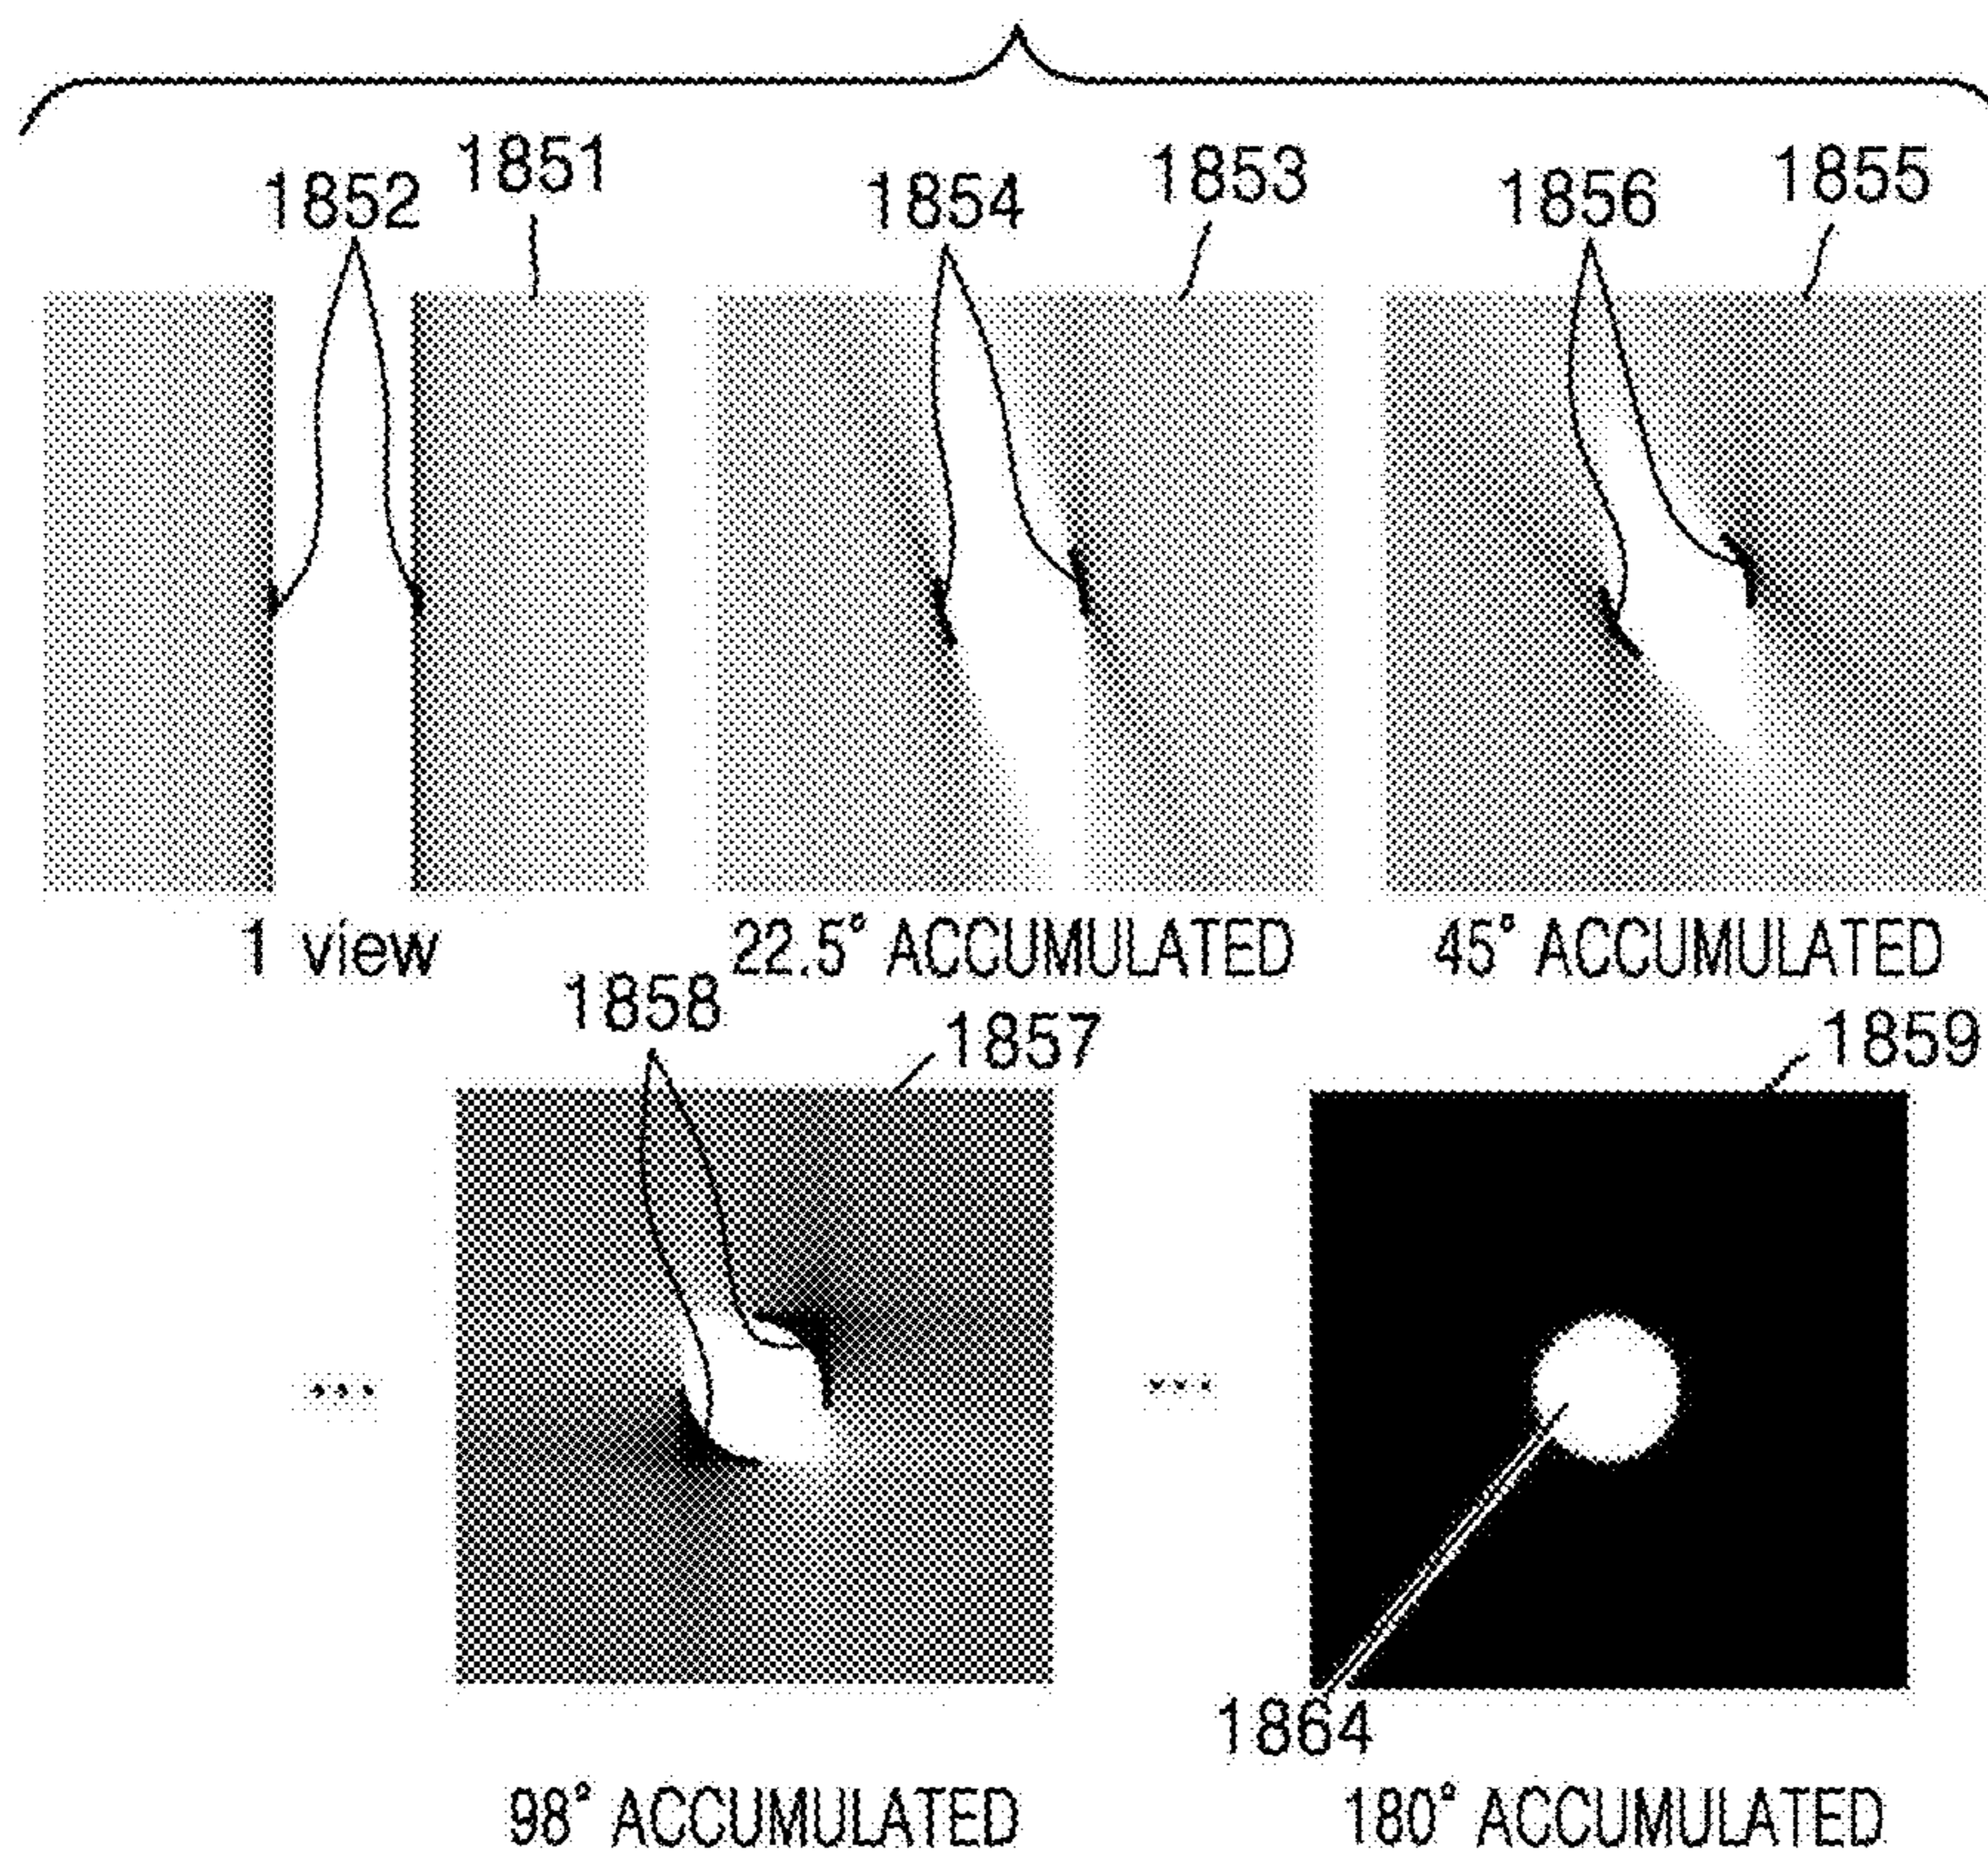 1852 1851 1854 1853 1856 1855
1 view 22.5° ACCUMULATED 45° ACCUMULATED
1858 1857 1859
... ...
1864
98° ACCUMULATED 180° ACCUMULATED